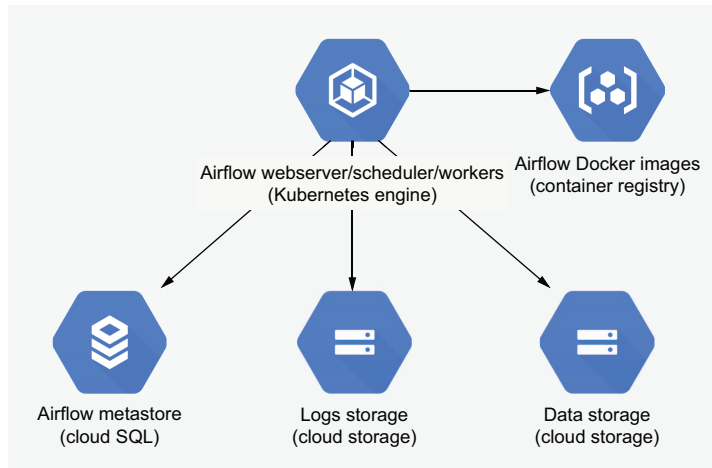 Airflow webserver/scheduler/workers
(Kubernetes engine)
Airflow Docker images
(container registry)
Airflow metastore
(cloud SQL)
Logs storage
(cloud storage)
Data storage
(cloud storage)